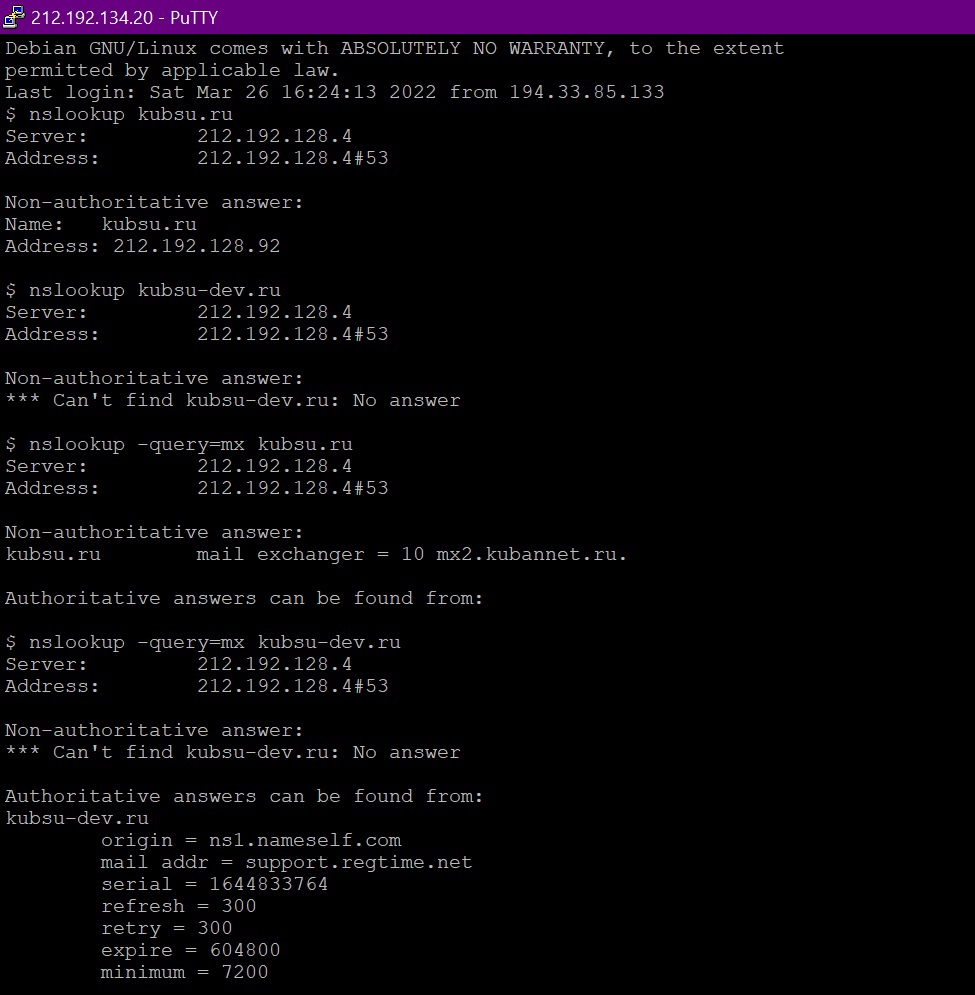 212.192.134.20 - PuTTY
Debian GNU/Linux comes with ABSOLUTELY NO WARRANTY, to the extent
permitted by applicable law.
Last login: Sat Mar 26 16:24:13 2022 from 194.33.85.133
$ nslookup kubsu.ru
Server:         212.192.128.4
Address:        212.192.128.4#53

Non-authoritative answer:
Name:   kubsu.ru
Address: 212.192.128.92

$ nslookup kubsu-dev.ru
Server:         212.192.128.4
Address:        212.192.128.4#53

Non-authoritative answer:
*** Can't find kubsu-dev.ru: No answer

$ nslookup -query=mx kubsu.ru
Server:         212.192.128.4
Address:        212.192.128.4#53

Non-authoritative answer:
kubsu.ru        mail exchanger = 10 mx2.kubannet.ru.

Authoritative answers can be found from:

$ nslookup -query=mx kubsu-dev.ru
Server:         212.192.128.4
Address:        212.192.128.4#53

Non-authoritative answer:
*** Can't find kubsu-dev.ru: No answer

Authoritative answers can be found from:
kubsu-dev.ru
        origin = ns1.nameself.com
        mail addr = support.regtime.net
        serial = 1644833764
        refresh = 300
        retry = 300
        expire = 604800
        minimum = 7200